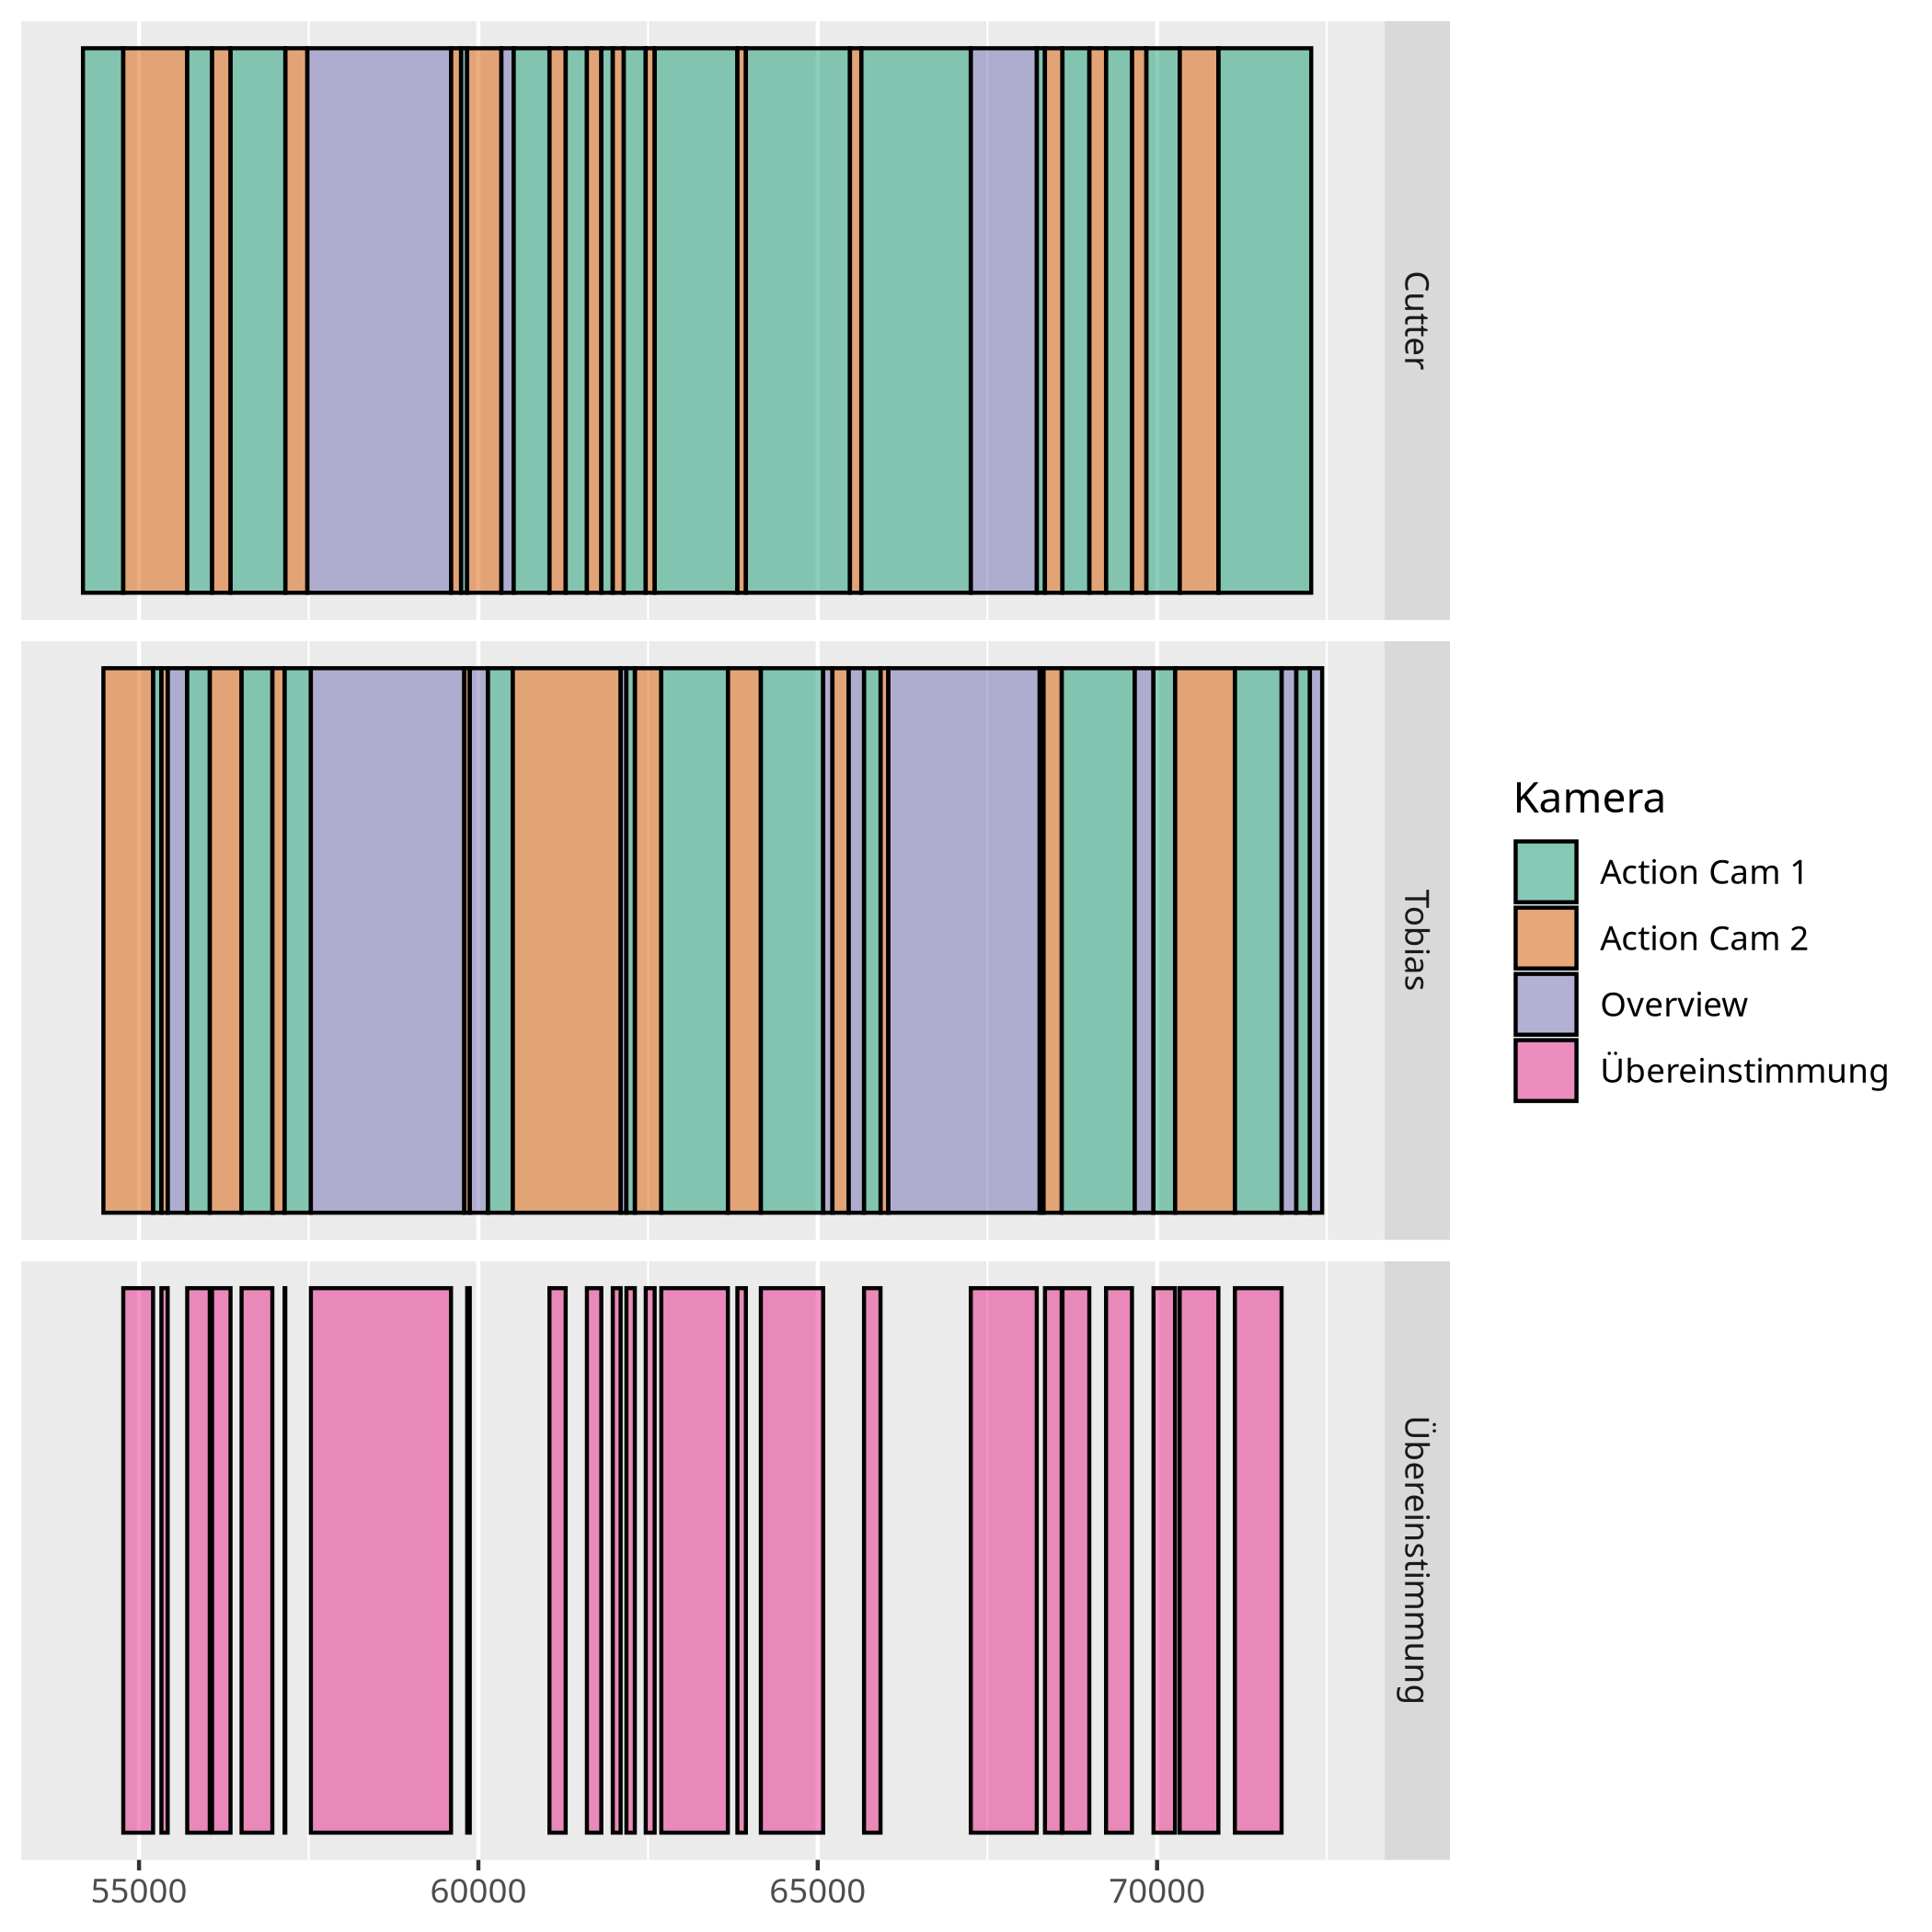 Cutter
Tobias
Übereinstimmung
55000 60000 65000 70000
Kamera
Action Cam 1
Action Cam 2
Overview
Übereinstimmung